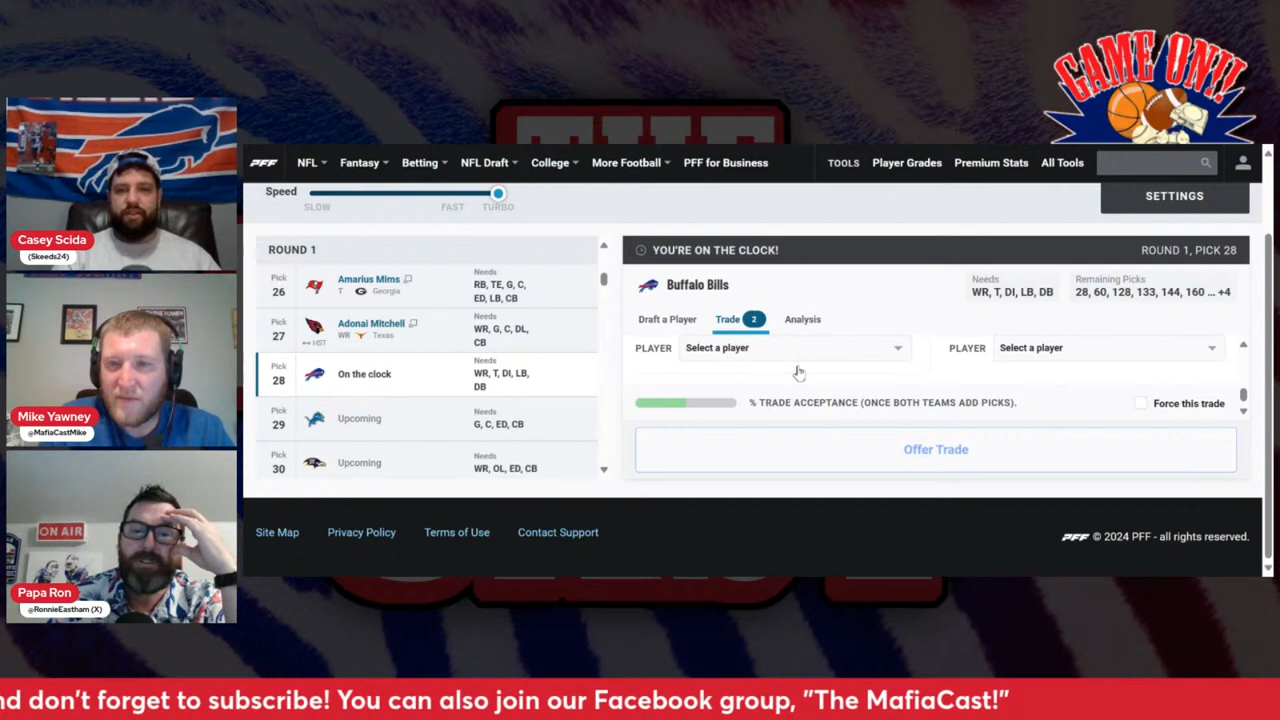 GAME ON!!
PFF NFL Fantasy Betting NFL Draft College More Football PFF for Business TOOLS Player Grades Premium Stats All Tools
Speed
SLOW FAST TURBO
SETTINGS
ROUND 1
Pick 26
Amarius Mims
T Georgia
Needs
RB, TE, G, C,
ED, LB, CB
Pick 27
HST
Adonai Mitchell
WR Texas
Needs
WR, G, C, DL,
CB
Pick 28
On the clock
Needs
WR, T, DI, LB,
DB
Pick 29
Upcoming
Needs
G, C, ED, CB
Pick 30
Upcoming
Needs
WR, OL, ED, CB
YOU'RE ON THE CLOCK! ROUND 1, PICK 28
Buffalo Bills
Needs
WR, T, DI, LB, DB
Remaining Picks
28, 60, 128, 133, 144, 160 ... +4
Draft a Player Trade 2 Analysis
PLAYER Select a player
PLAYER Select a player
% TRADE ACCEPTANCE (ONCE BOTH TEAMS ADD PICKS).
Force this trade
Offer Trade
Site Map Privacy Policy Terms of Use Contact Support
PFF © 2024 PFF - all rights reserved.
Casey Scida
(Skeeds24)
Mike Yawney
@MafiaCastMike
ON AIR
Papa Ron
@RonnieEastham (X)
nd don't forget to subscribe! You can also join our Facebook group, "The MafiaCast!"